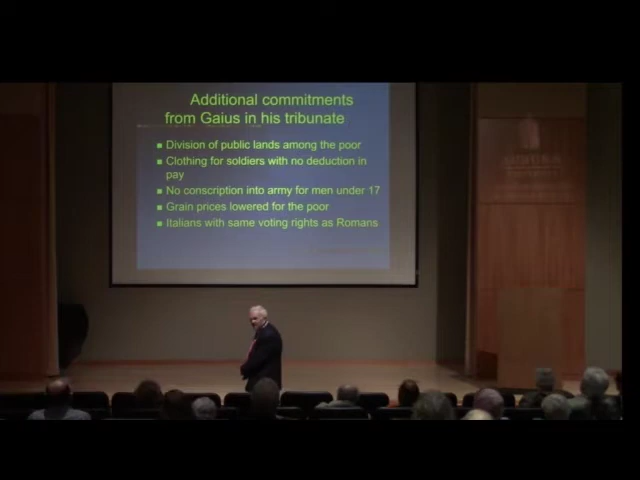 Additional commitments
from Gaius in his tribunate
Division of public lands among the poor
Clothing for soldiers with no deduction in
pay
No conscription into army for men under 17
Grain prices lowered for the poor
Italians with same voting rights as Romans